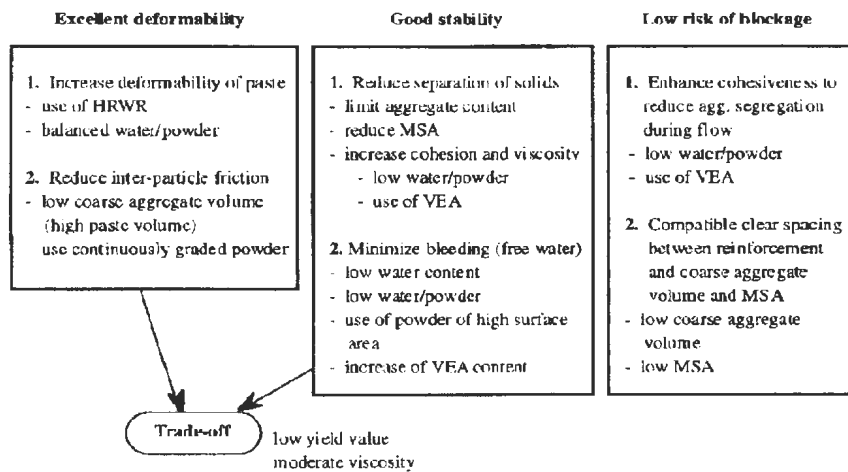 Excellent deformability
1. Increase deformability of paste
- use of HRWR
- balanced water/powder
2. Reduce inter-particle friction
- low coarse aggregate volume
(high paste volume)
use continuously graded powder
Good stability
1. Reduce separation of solids
- limit aggregate content
- reduce MSA
- increase cohesion and viscosity
- low water/powder
- use of VEA
2. Minimize bleeding (free water)
- low water content
- low water/powder
- use of powder of high surface
area
- increase of VEA content
Low risk of blockage
1. Enhance cohesiveness to
reduce agg. segregation
during flow
- low water/powder
- use of VEA
2. Compatible clear spacing
between reinforcement
and coarse aggregate
volume and MSA
- low coarse aggregate
volume
- low MSA
Trade-off
low yield value
moderate viscosity